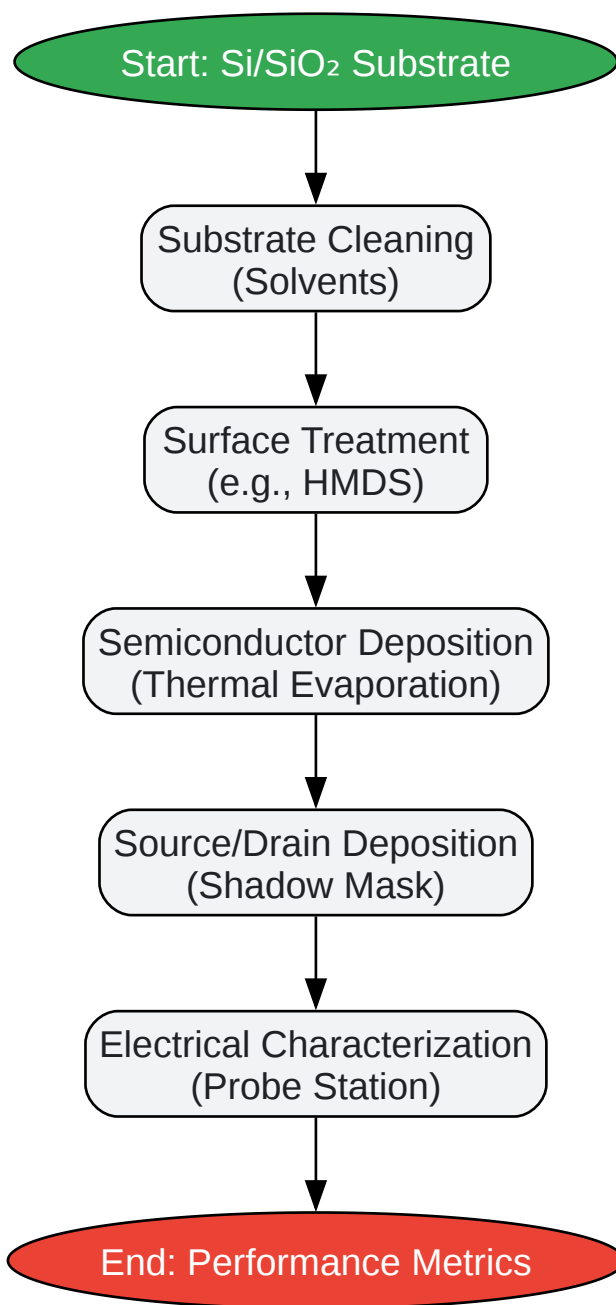 Start: Si/SiO₂ Substrate
Substrate Cleaning
(Solvents)
Surface Treatment
(e.g., HMDS)
Semiconductor Deposition
(Thermal Evaporation)
Source/Drain Deposition
(Shadow Mask)
Electrical Characterization
(Probe Station)
End: Performance Metrics